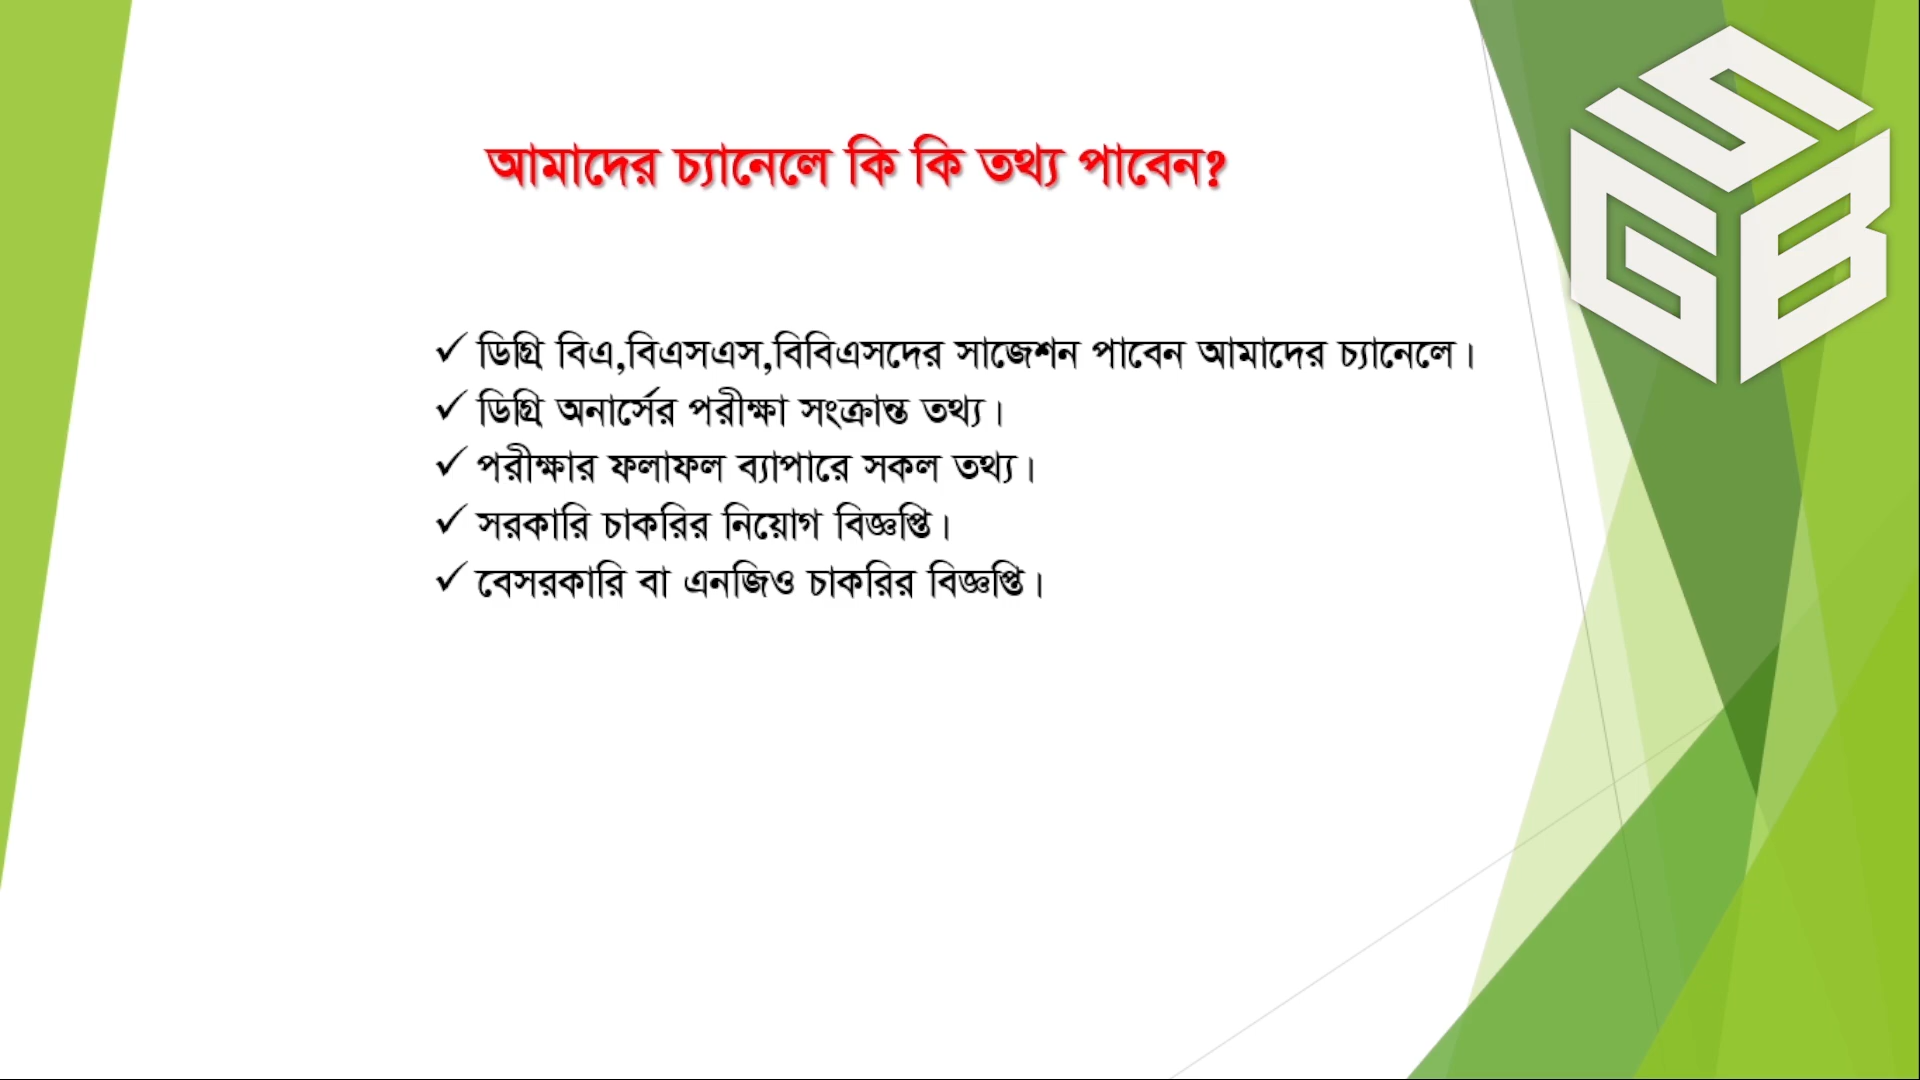 আমাদের চ্যানেলে কি কি তথ্য পাবেন?
SGB
✓ ডিগ্রি বিএ,বিএসএস,বিবিএসদের সাজেশন পাবেন আমাদের চ্যানেলে।
✓ ডিগ্রি অনার্সের পরীক্ষা সংক্রান্ত তথ্য।
✓ পরীক্ষার ফলাফল ব্যাপারে সকল তথ্য।
✓ সরকারি চাকরির নিয়োগ বিজ্ঞপ্তি।
✓ বেসরকারি বা এনজিও চাকরির বিজ্ঞপ্তি।